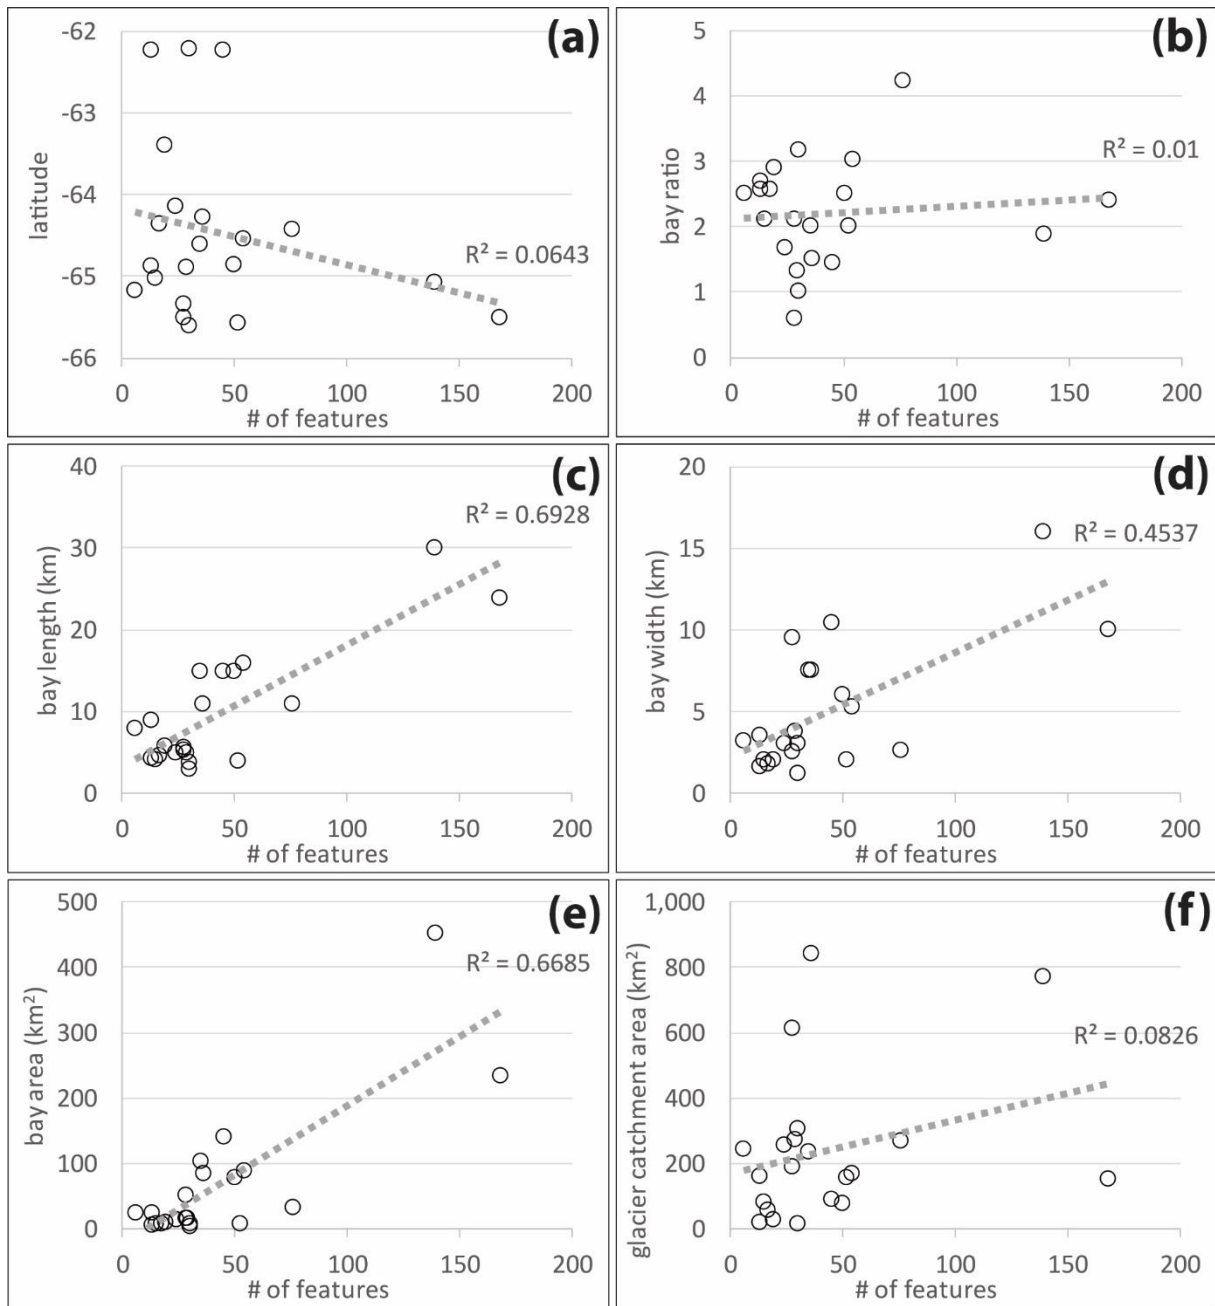 (a)
-62
-63
-64
-65
-66
latitude
R² = 0.0643
0 50 100 150 200
# of features
(b)
5
4
3
2
1
0
bay ratio
R² = 0.01
0 50 100 150 200
# of features
(c)
40
30
20
10
0
bay length (km)
R² = 0.6928
0 50 100 150 200
# of features
(d)
20
15
10
5
0
bay width (km)
R² = 0.4537
0 50 100 150 200
# of features
(e)
500
400
300
200
100
0
bay area (km²)
R² = 0.6685
0 50 100 150 200
# of features
(f)
1,000
800
600
400
200
0
glacier catchment area (km²)
R² = 0.0826
0 50 100 150 200
# of features